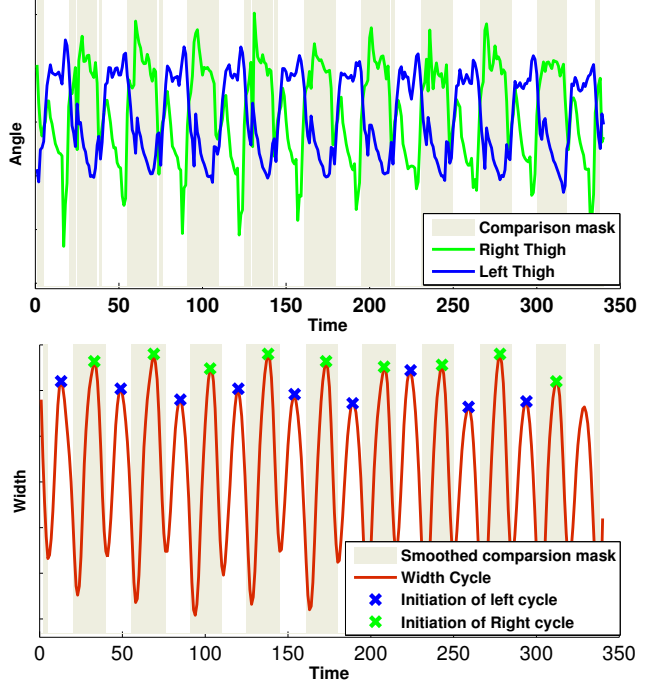 Angle
Comparison mask
Right Thigh
Left Thigh
0 50 100 150 200 250 300 350
Time
Width
Smoothed comparsion mask
Width Cycle
Initiation of left cycle
Initiation of Right cycle
0 50 100 150 200 250 300 350
Time